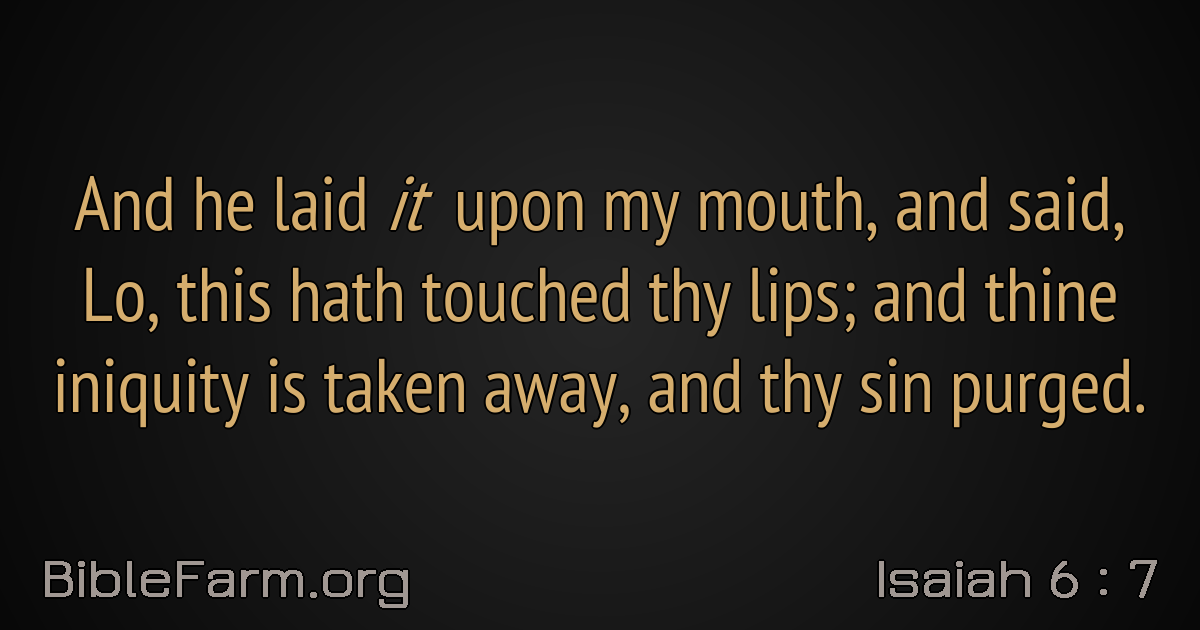 And he laid it upon my mouth, and said,
Lo, this hath touched thy lips; and thine
iniquity is taken away, and thy sin purged.
BibleFarm.org
Isaiah 6 : 7